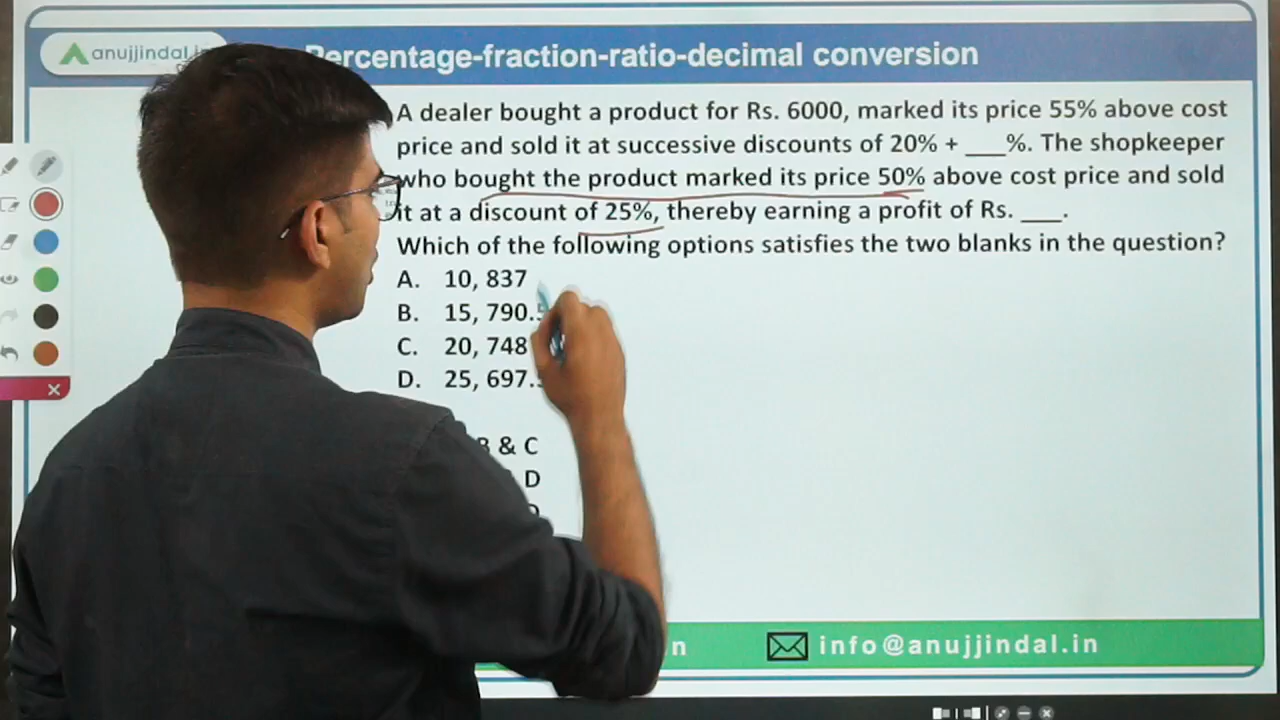 anujjindal
Percentage-fraction-ratio-decimal conversion
A dealer bought a product for Rs. 6000, marked its price 55% above cost
price and sold it at successive discounts of 20% + ___%. The shopkeeper
who bought the product marked its price 50% above cost price and sold
it at a discount of 25%, thereby earning a profit of Rs. ___.
Which of the following options satisfies the two blanks in the question?
A. 10, 837
B. 15, 790.
C. 20, 748
D. 25, 697.
B & C
D
n
info@anujjindal.in